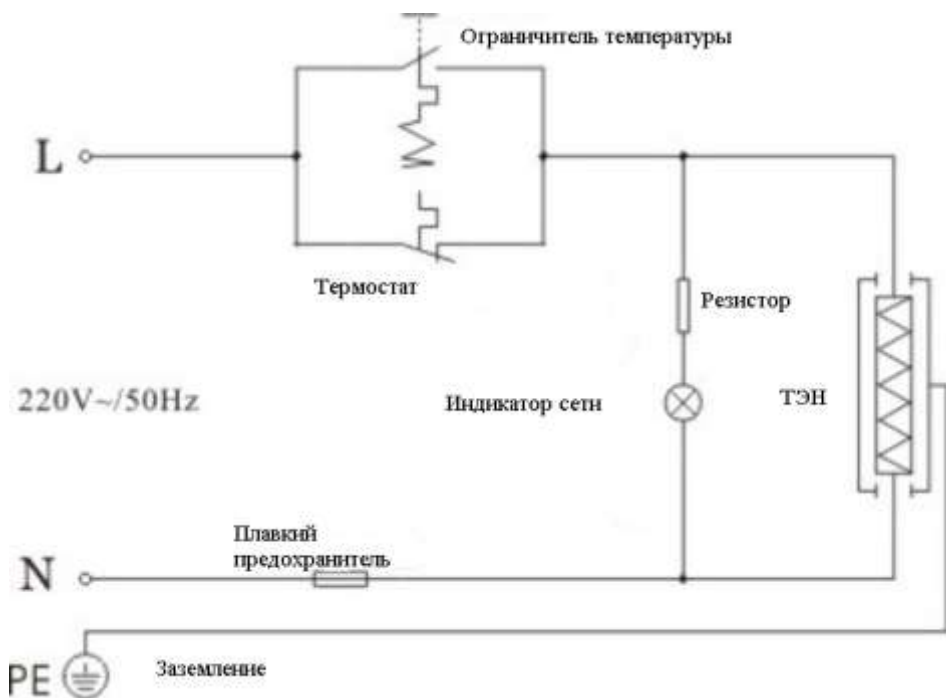 Ограничитель температуры
L
Термостат
Резистор
220V~/50Hz
Индикатор сети
ТЭН
Плавкий
предохранитель
N
PE
Заземление